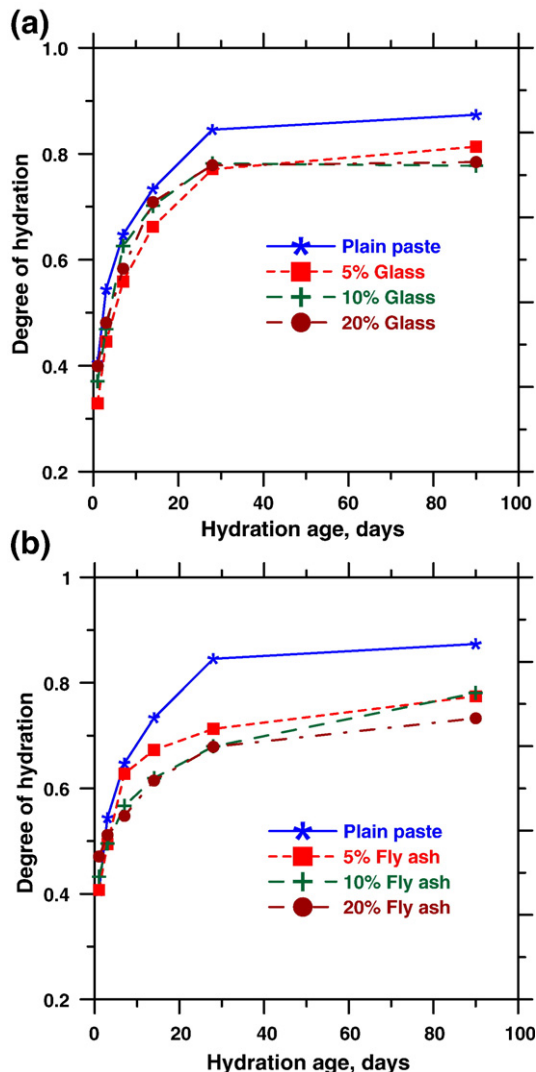 (a)
1.0
0.8
0.6
0.4
0.2
Degree of hydration
Plain paste
5% Glass
10% Glass
20% Glass
0 20 40 60 80 100
Hydration age, days
(b)
1
0.8
0.6
0.4
0.2
Degree of hydration
Plain paste
5% Fly ash
10% Fly ash
20% Fly ash
0 20 40 60 80 100
Hydration age, days